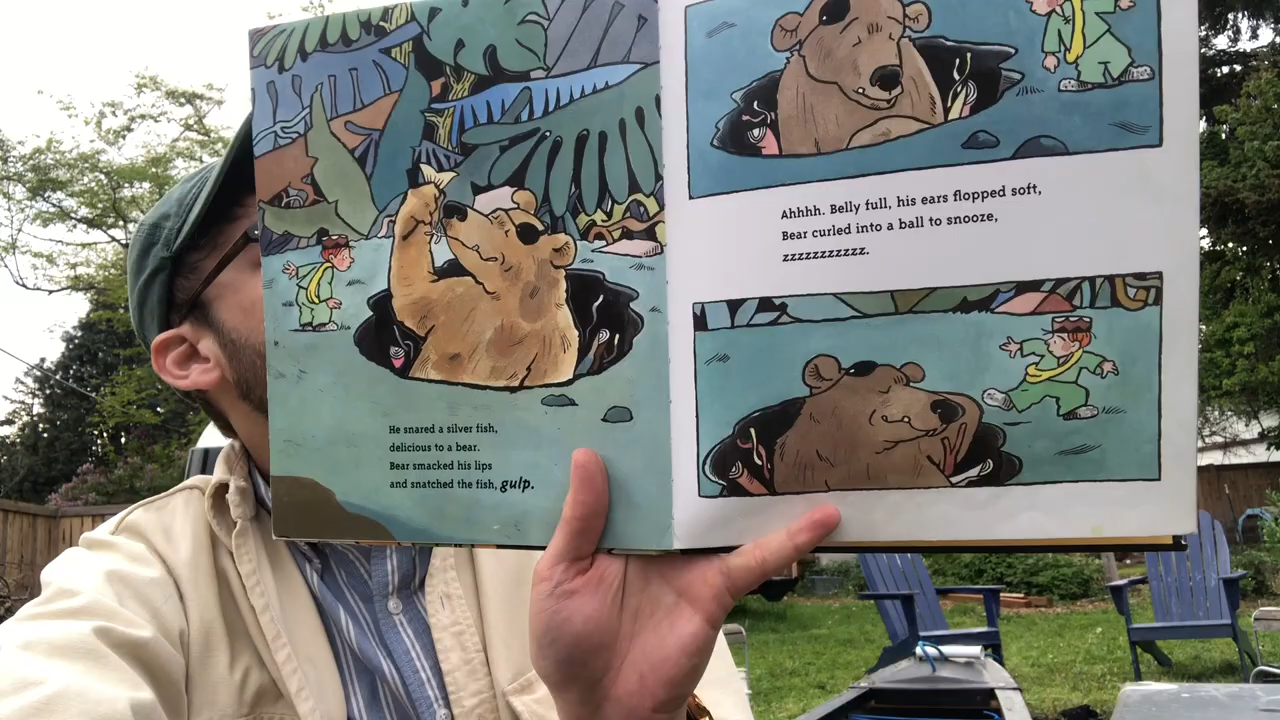 He snared a silver fish,
delicious to a bear.
Bear smacked his lips
and snatched the fish, gulp.
Ahhhh. Belly full, his ears flopped soft,
Bear curled into a ball to snooze,
zzzzzzzzzzz.